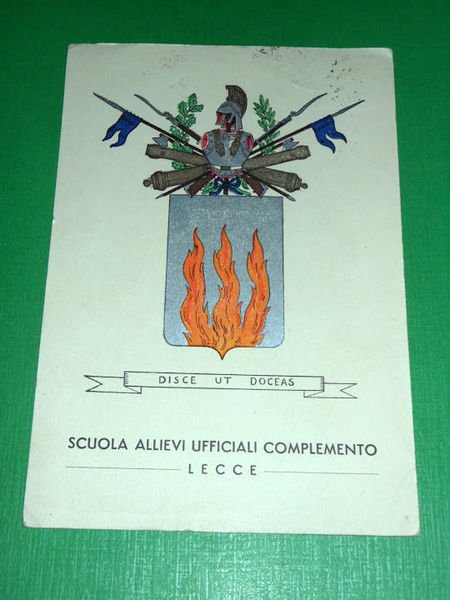 DISCE UT DOCEAS
SCUOLA ALLIEVI UFFICIALI COMPLEMENTO
LECCE